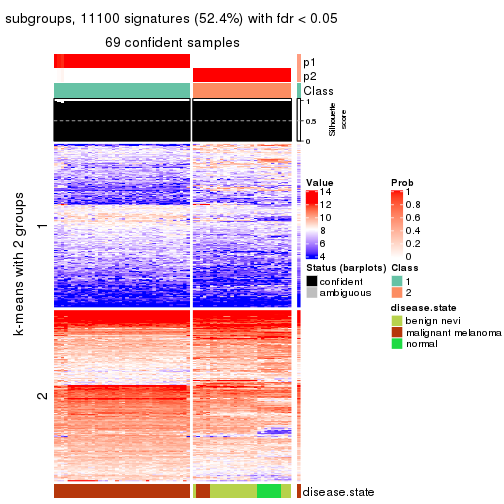 subgroups, 11100 signatures (52.4%) with fdr < 0.05
69 confident samples
p1
p2
Class
1
0.5
0
Silhouette
score
k-means with 2 groups
1
2
Value
14
12
10
8
6
4
Prob
1
0.8
0.6
0.4
0.2
0
Status (barplots)
confident
ambiguous
Class
1
2
disease.state
benign nevi
malignant melanoma
normal
disease.state